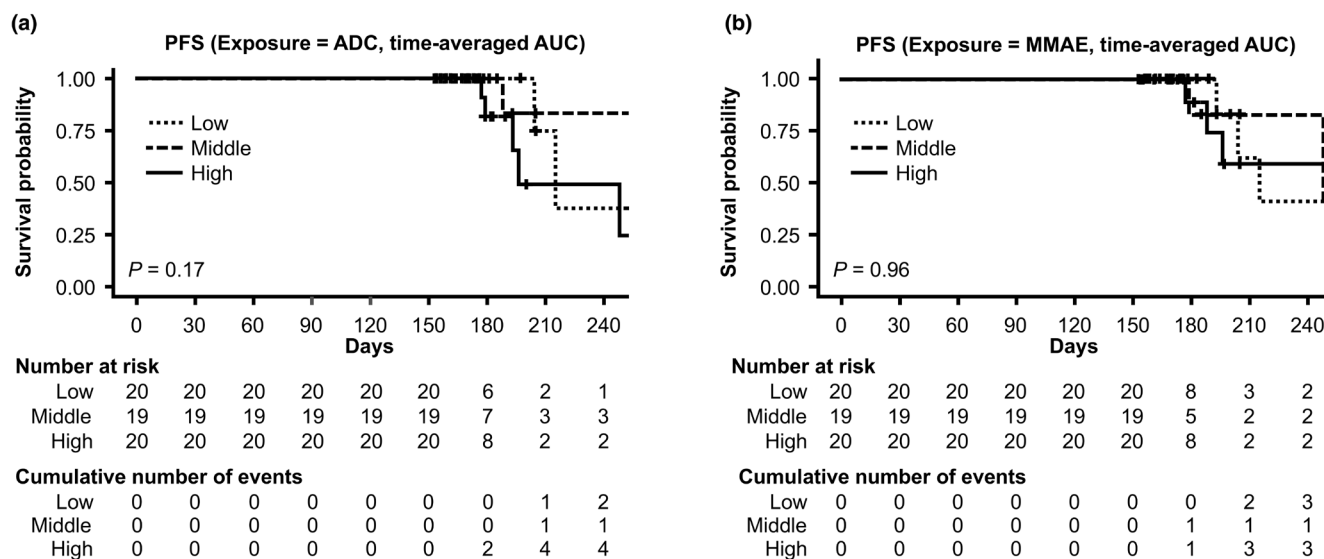 (a)
PFS (Exposure = ADC, time-averaged AUC)
Survival probability
1.00
0.75
0.50
0.25
0.00
Low
Middle
High
P = 0.17
0 30 60 90 120 150 180 210 240
Days
Number at risk
Low 20 20 20 20 20 20 6 2 1
Middle 19 19 19 19 19 19 7 3 3
High 20 20 20 20 20 20 8 2 2
Cumulative number of events
Low 0 0 0 0 0 0 0 1 2
Middle 0 0 0 0 0 0 0 1 1
High 0 0 0 0 0 0 2 4 4
(b)
PFS (Exposure = MMAE, time-averaged AUC)
Survival probability
1.00
0.75
0.50
0.25
0.00
Low
Middle
High
P = 0.96
0 30 60 90 120 150 180 210 240
Days
Number at risk
Low 20 20 20 20 20 20 8 3 2
Middle 19 19 19 19 19 19 5 2 2
High 20 20 20 20 20 20 8 2 2
Cumulative number of events
Low 0 0 0 0 0 0 0 2 3
Middle 0 0 0 0 0 0 1 1 1
High 0 0 0 0 0 0 1 3 3